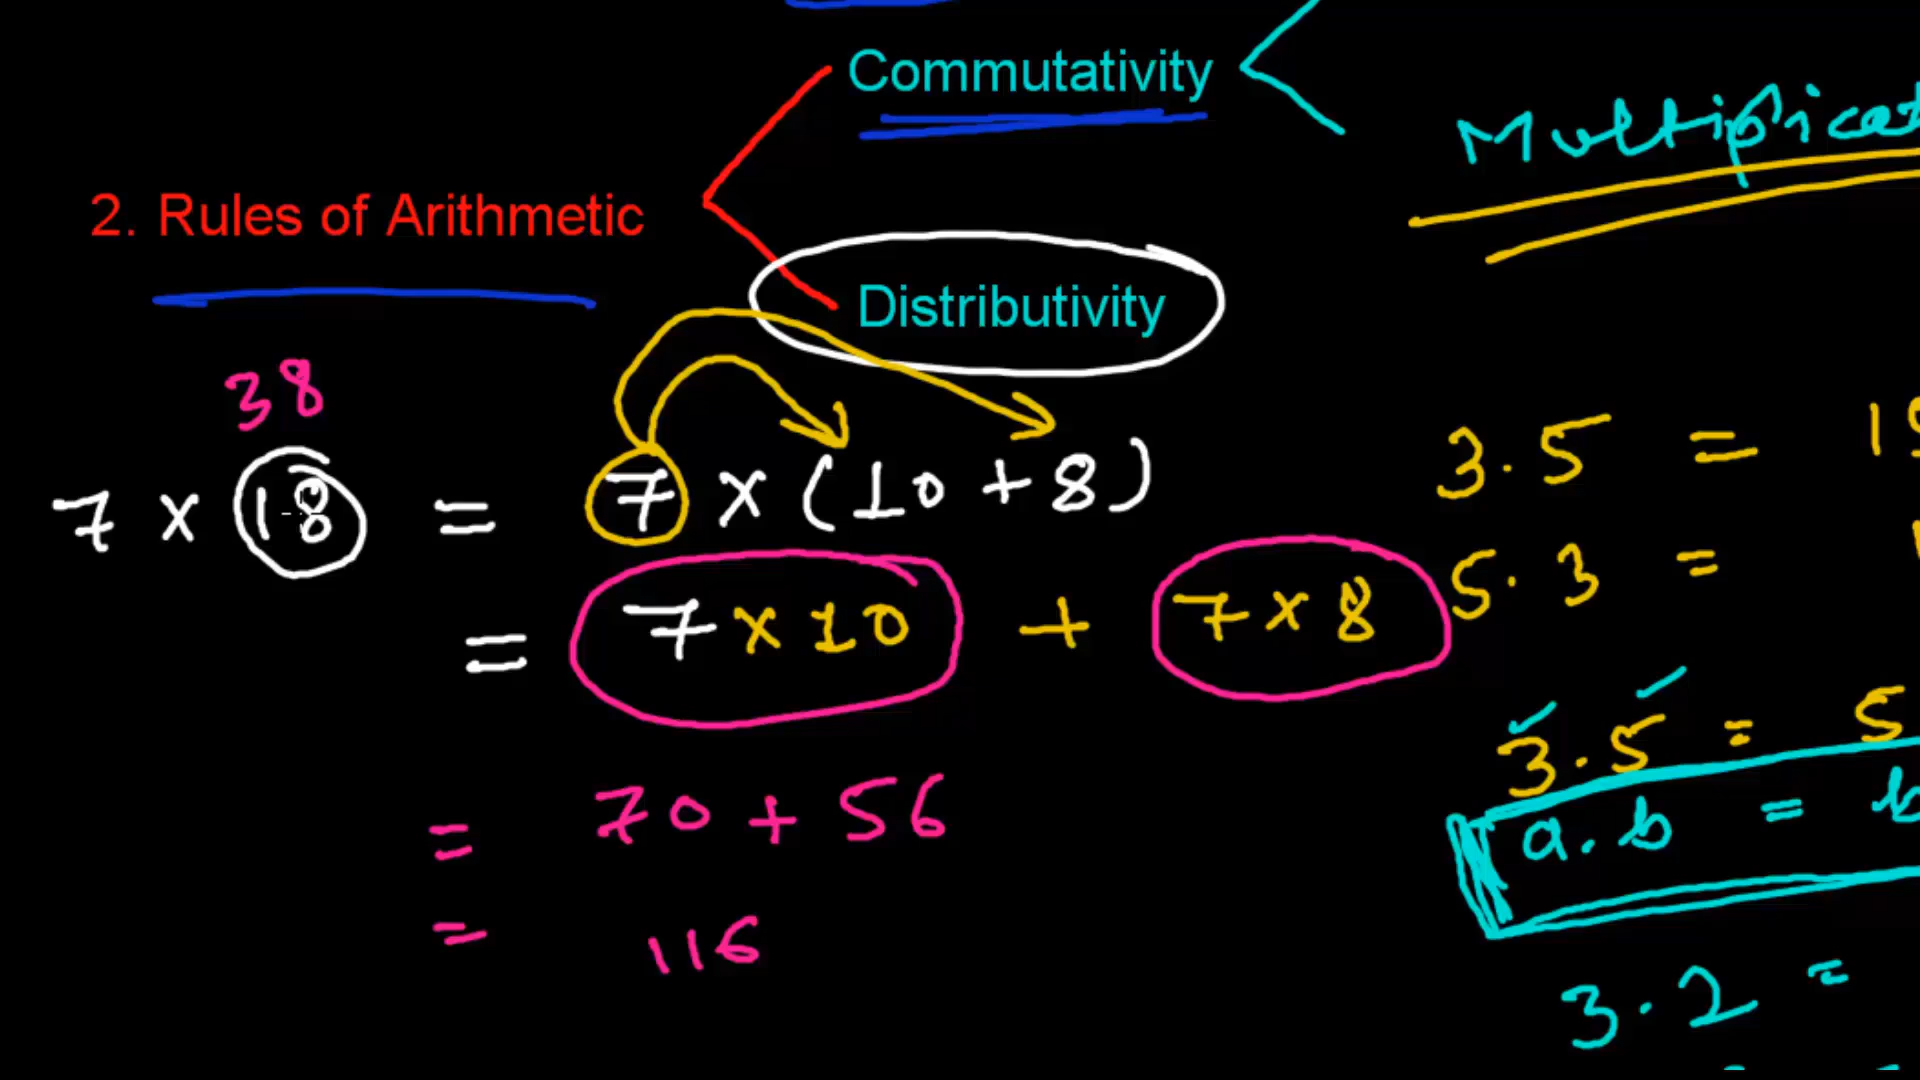 Commutativity
2. Rules of Arithmetic
Distributivity
38
7 × 18 = 7 × (10 + 8)
= 7 × 10 + 7 × 8
= 70 + 56
= 116
3.5 =
5.3 =
3.5 = 5
a.b = b
3.2 =